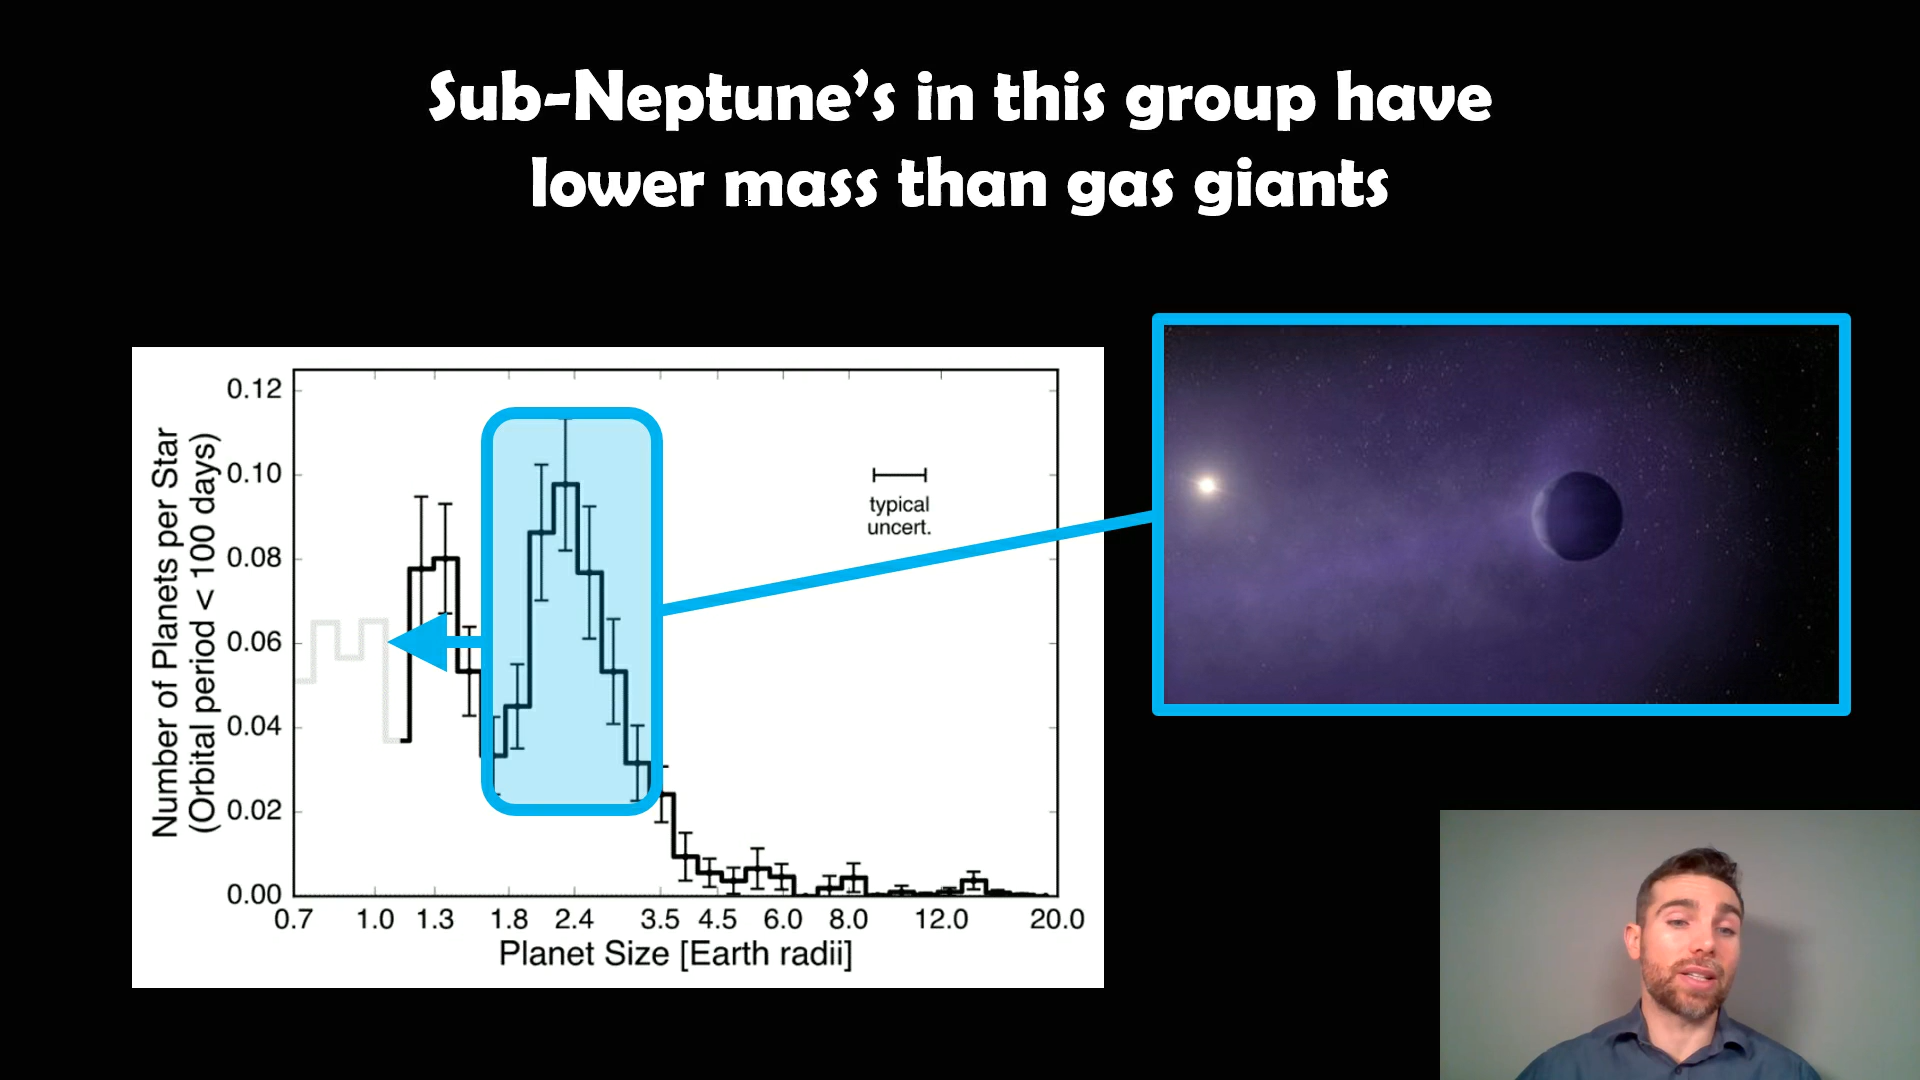 Sub-Neptune’s in this group have
lower mass than gas giants
0.12
0.10
0.08
0.06
0.04
0.02
0.00
Number of Planets per Star
(Orbital period < 100 days)
typical
uncert.
0.7 1.0 1.3 1.8 2.4 3.5 4.5 6.0 8.0 12.0 20.0
Planet Size [Earth radii]